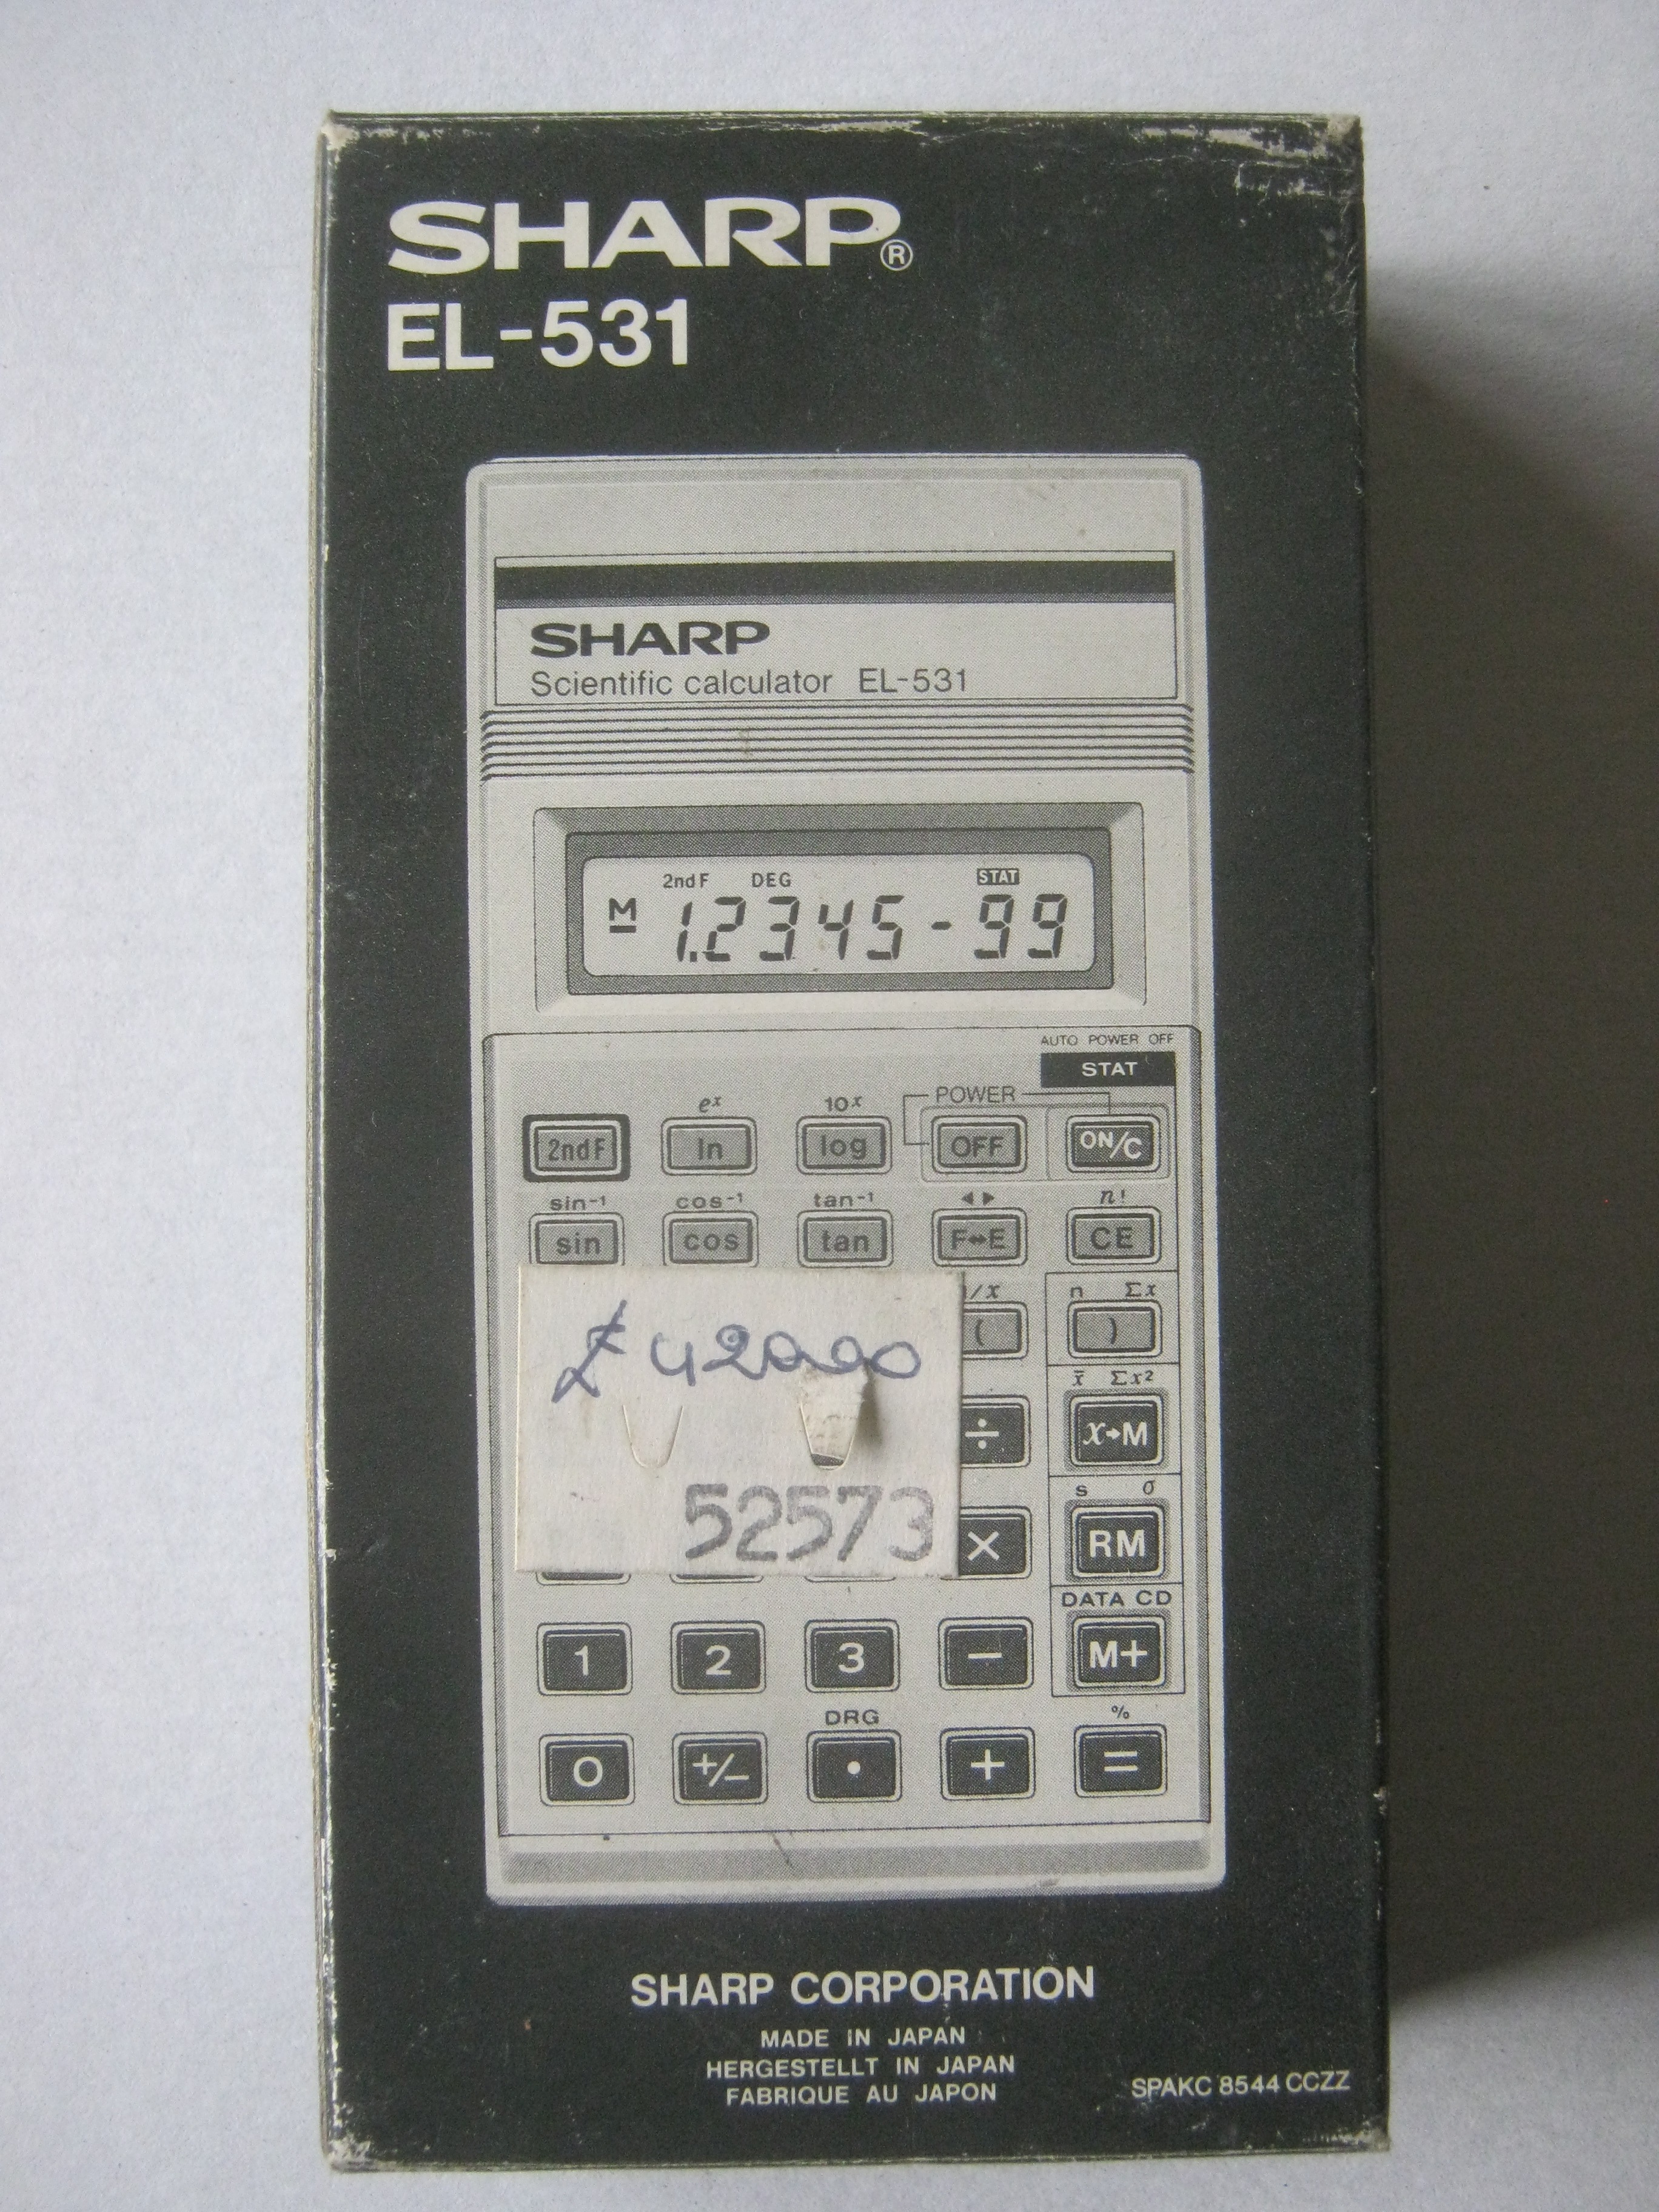 SHARP®
EL-531
SHARP
Scientific calculator EL-531
2ndF DEG STAT
M 1.2345-99
AUTO POWER OFF
STAT
POWER
eˣ 10ˣ
2ndF ln log OFF ON/C
sin⁻¹ cos⁻¹ tan⁻¹ ◀▶ n!
sin cos tan F↔E CE
/x n Σx
( )
x̄ Σx²
÷ x→M
s σ
× RM
£ 42000
52573
DATA CD
1 2 3 − M+
DRG %
0 +/− • + =
SHARP CORPORATION
MADE IN JAPAN
HERGESTELLT IN JAPAN
FABRIQUE AU JAPON
SPAKC 8544 CCZZ